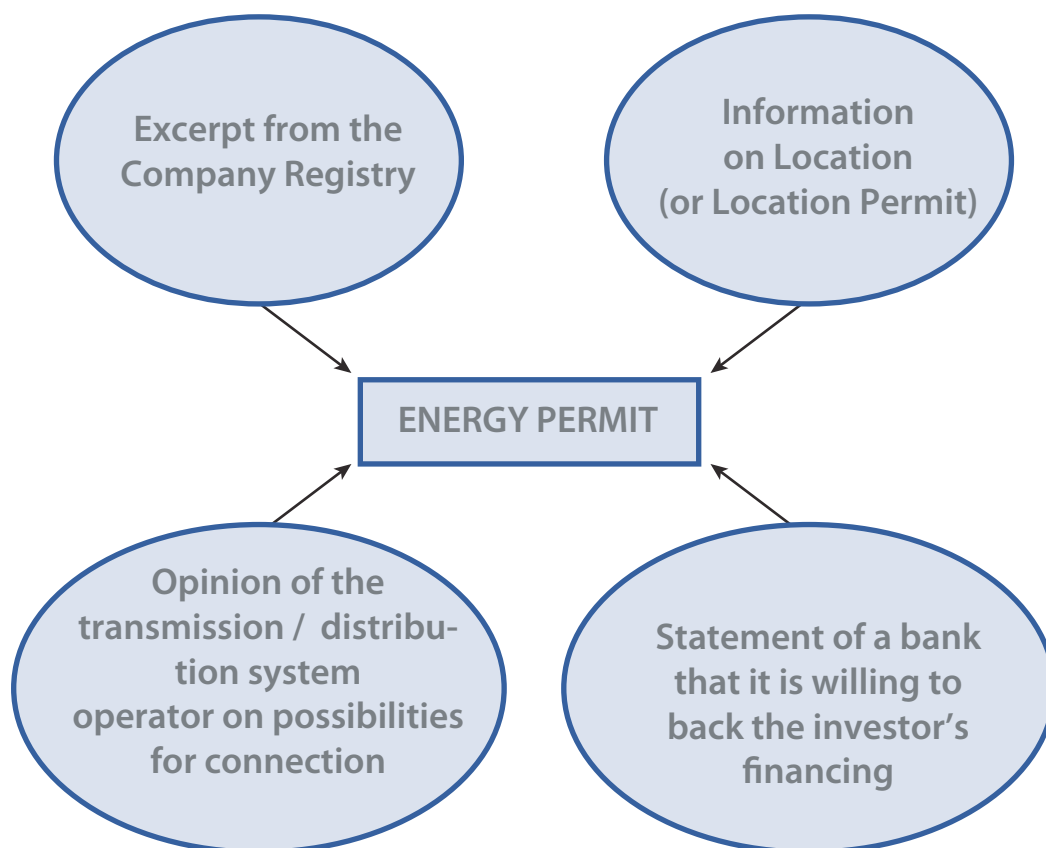 Excerpt from the
Company Registry
Information
on Location
(or Location Permit)
ENERGY PERMIT
Opinion of the
transmission / distribu-
tion system
operator on possibilities
for connection
Statement of a bank
that it is willing to
back the investor’s
financing